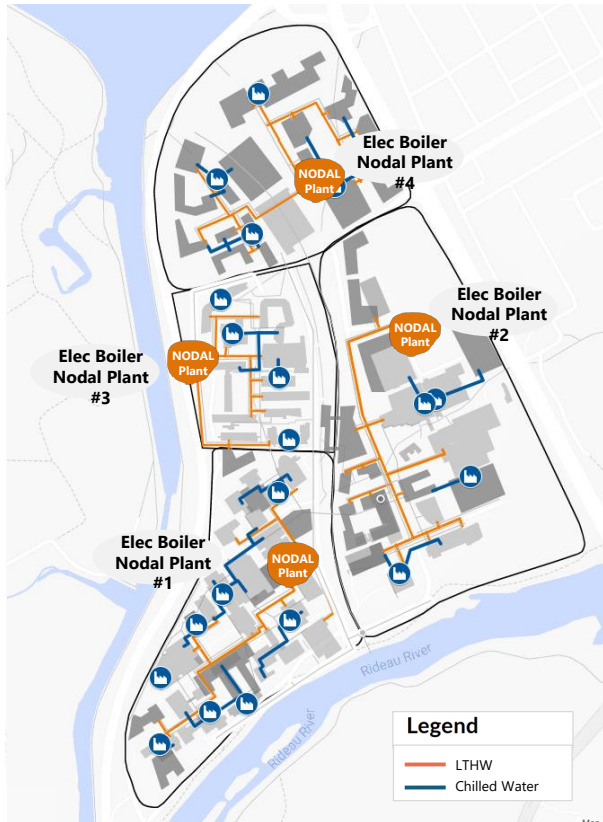 Elec Boiler
Nodal Plant
#4
NODAL
Plant
Elec Boiler
Nodal Plant
#2
NODAL
Plant
Elec Boiler
Nodal Plant
#3
NODAL
Plant
Elec Boiler
Nodal Plant
#1
NODAL
Plant
Rideau River
Rideau River
Legend
LTHW
Chilled Water